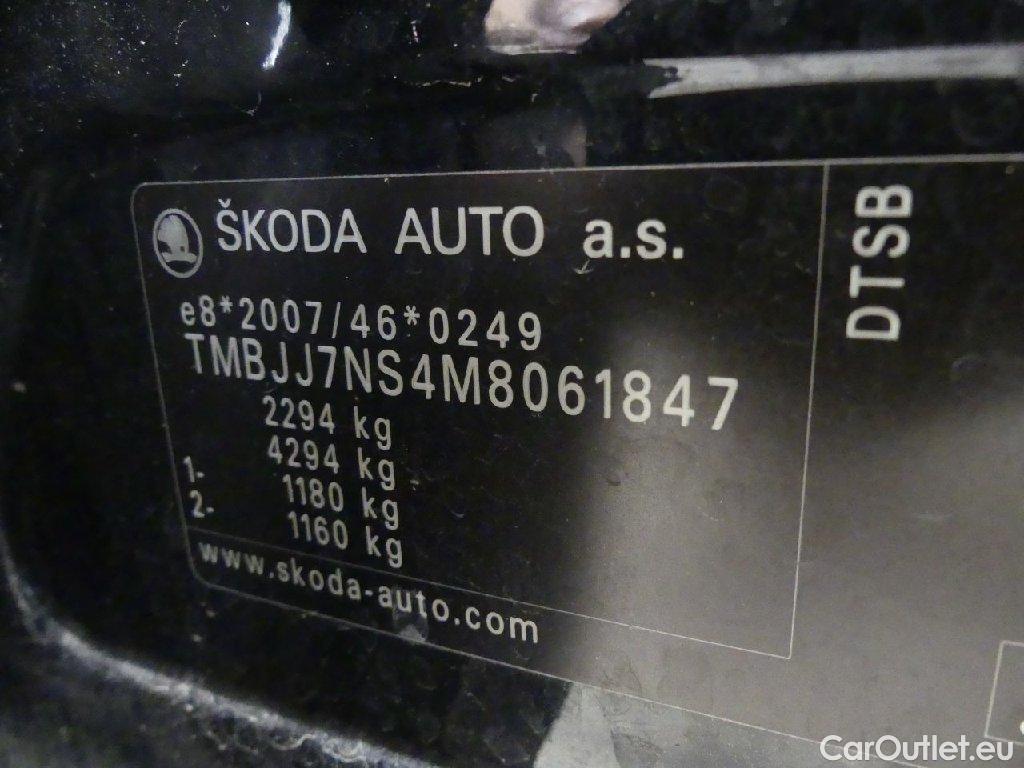 ŠKODA AUTO a.s.
e8*2007/46*0249
TMBJJ7NS4M8061847
2294 kg
4294 kg
1- 1180 kg
2- 1160 kg
www.skoda-auto.com
DTSB
CarOutlet.eu